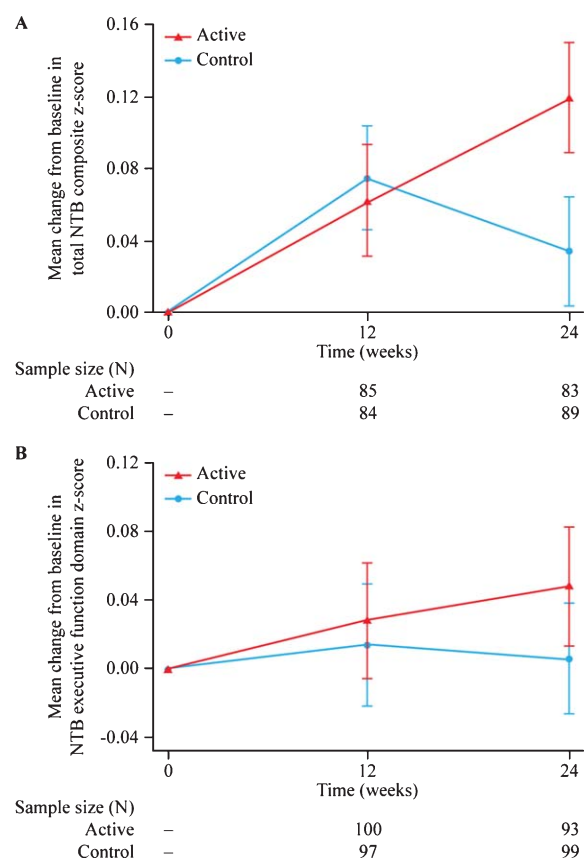 A
Mean change from baseline in
total NTB composite z-score
0.16
0.12
0.08
0.04
0.00
Active
Control
0 12 24
Time (weeks)
Sample size (N)
Active – 85 83
Control – 84 89
B
Mean change from baseline in
NTB executive function domain z-score
0.12
0.08
0.04
0.00
-0.04
Active
Control
0 12 24
Time (weeks)
Sample size (N)
Active – 100 93
Control – 97 99